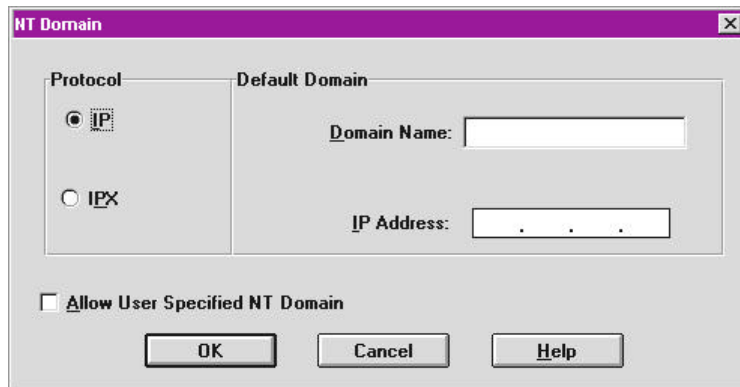 NT Domain
Protocol
IP
IPX
Default Domain
Domain Name:
IP Address: . . .
Allow User Specified NT Domain
OK Cancel Help